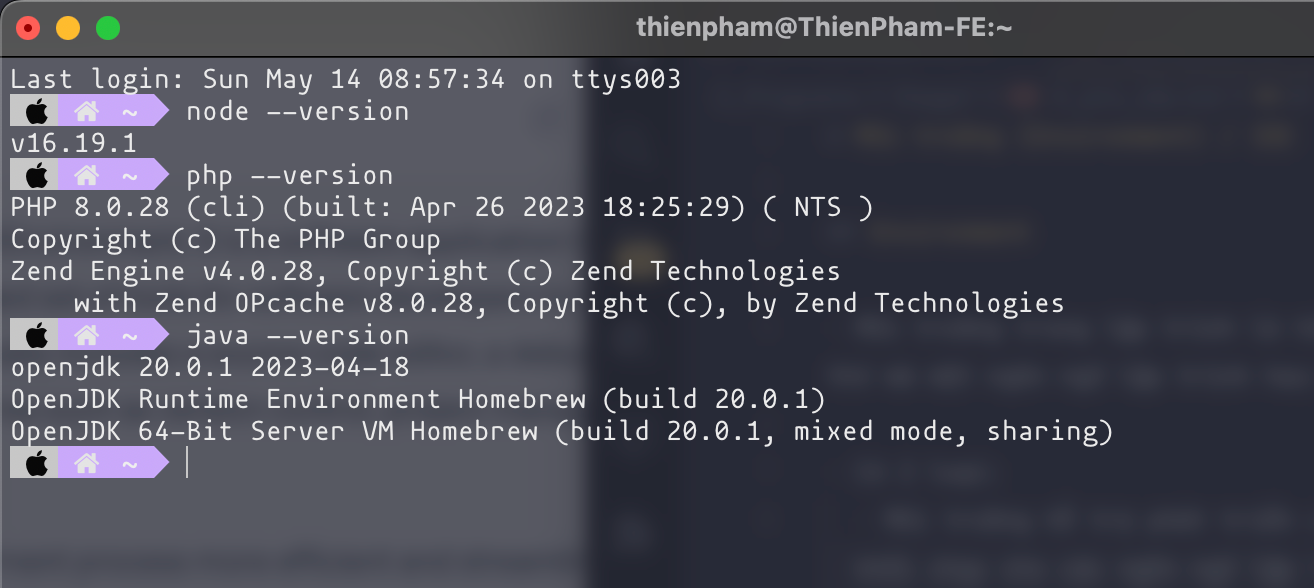 thienpham@ThienPham-FE:~
Last login: Sun May 14 08:57:34 on ttys003
~ node --version
v16.19.1
~ php --version
PHP 8.0.28 (cli) (built: Apr 26 2023 18:25:29) ( NTS )
Copyright (c) The PHP Group
Zend Engine v4.0.28, Copyright (c) Zend Technologies
    with Zend OPcache v8.0.28, Copyright (c), by Zend Technologies
~ java --version
openjdk 20.0.1 2023-04-18
OpenJDK Runtime Environment Homebrew (build 20.0.1)
OpenJDK 64-Bit Server VM Homebrew (build 20.0.1, mixed mode, sharing)
~